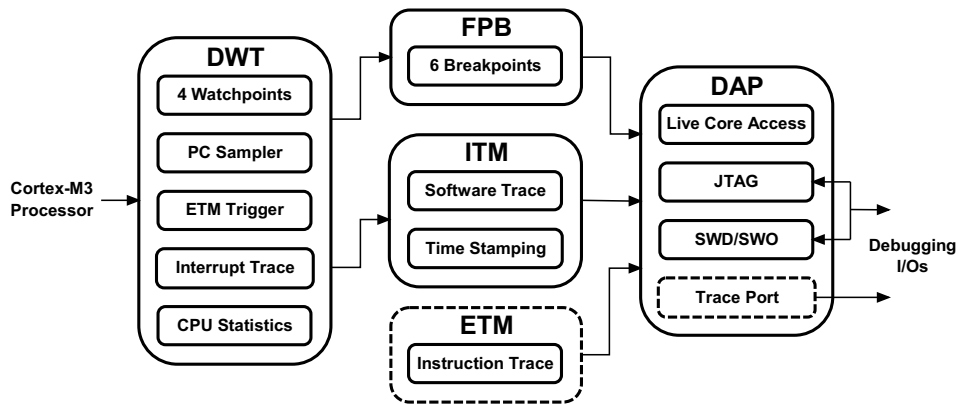 Cortex-M3
Processor
DWT
4 Watchpoints
PC Sampler
ETM Trigger
Interrupt Trace
CPU Statistics
FPB
6 Breakpoints
ITM
Software Trace
Time Stamping
ETM
Instruction Trace
DAP
Live Core Access
JTAG
SWD/SWO
Trace Port
Debugging
I/Os